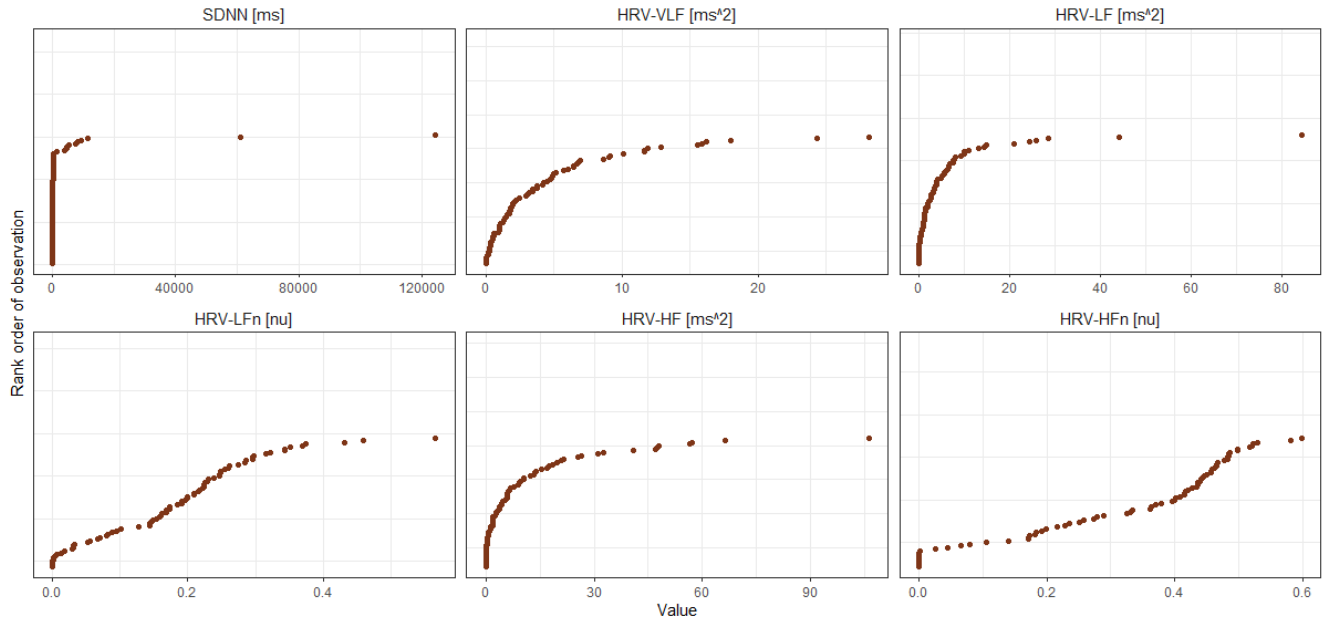 SDNN [ms]
HRV-VLF [ms^2]
HRV-LF [ms^2]
0 40000 80000 120000
0 10 20
0 20 40 60 80
Rank order of observation
HRV-LFn [nu]
HRV-HF [ms^2]
HRV-HFn [nu]
0.0 0.2 0.4
0 30 60 90
0.0 0.2 0.4 0.6
Value